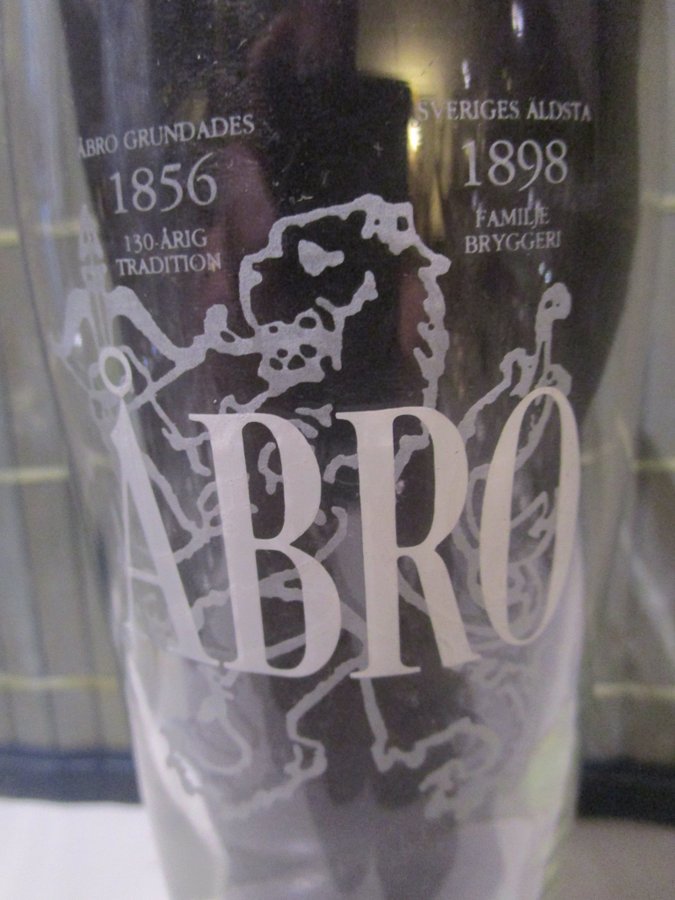 ÅBRO GRUNDADES
1856
130-ÅRIG
TRADITION
SVERIGES ÄLDSTA
1898
FAMILJE
BRYGGERI
ÅBRO